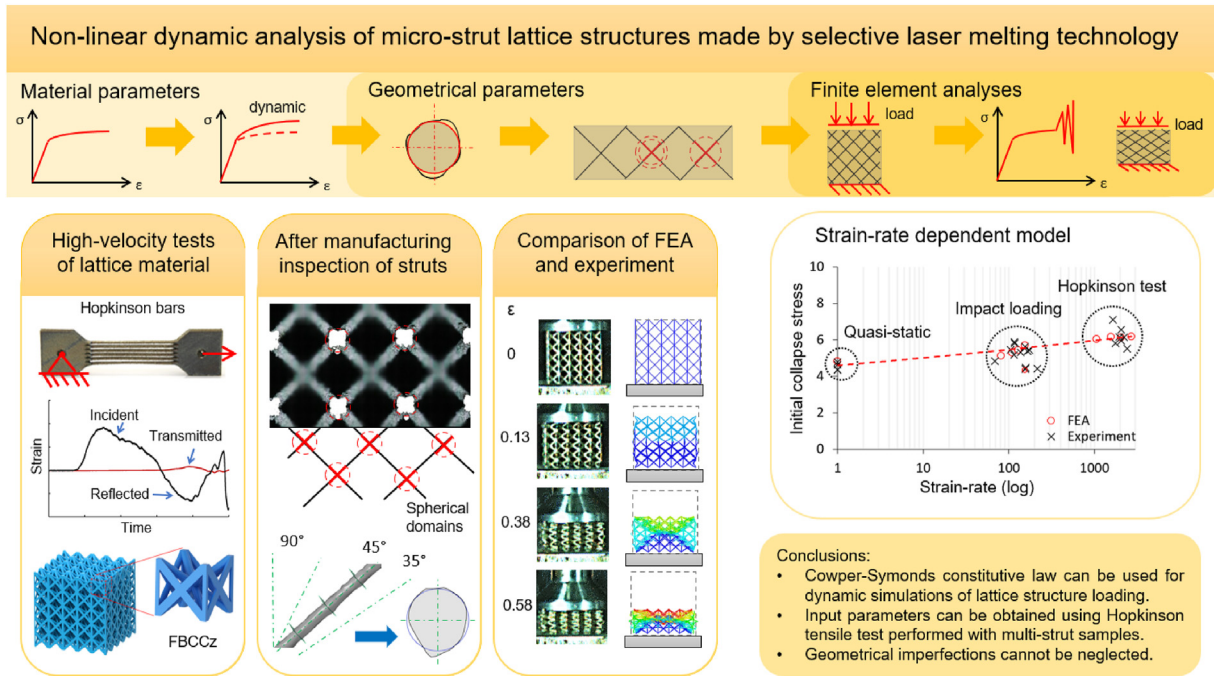 Non-linear dynamic analysis of micro-strut lattice structures made by selective laser melting technology
Material parameters
σ
ε
dynamic
σ
ε
Geometrical parameters
Finite element analyses
load
σ
ε
load
High-velocity tests
of lattice material
Hopkinson bars
Incident
Transmitted
Reflected
Strain
Time
FBCCz
After manufacturing
inspection of struts
Spherical
domains
90°
45°
35°
Comparison of FEA
and experiment
ε
0
0.13
0.38
0.58
Strain-rate dependent model
Initial collapse stress
10
8
6
4
2
0
Quasi-static
Impact loading
Hopkinson test
FEA
Experiment
1
10
100
1000
Strain-rate (log)
Conclusions:
• Cowper-Symonds constitutive law can be used for
dynamic simulations of lattice structure loading.
• Input parameters can be obtained using Hopkinson
tensile test performed with multi-strut samples.
• Geometrical imperfections cannot be neglected.